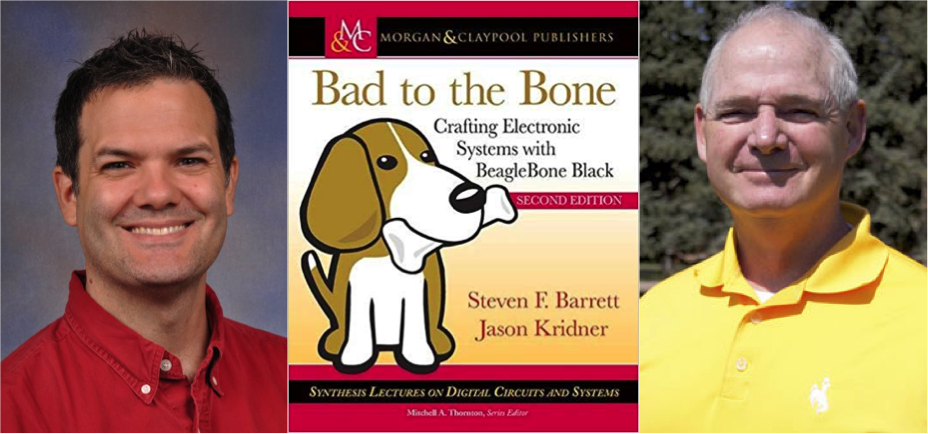 M
&C
MORGAN&CLAYPOOL PUBLISHERS
Bad to the Bone
Crafting Electronic
Systems with
BeagleBone Black
SECOND EDITION
Steven F. Barrett
Jason Kridner
SYNTHESIS LECTURES ON DIGITAL CIRCUITS AND SYSTEMS
Mitchell A. Thornton, Series Editor